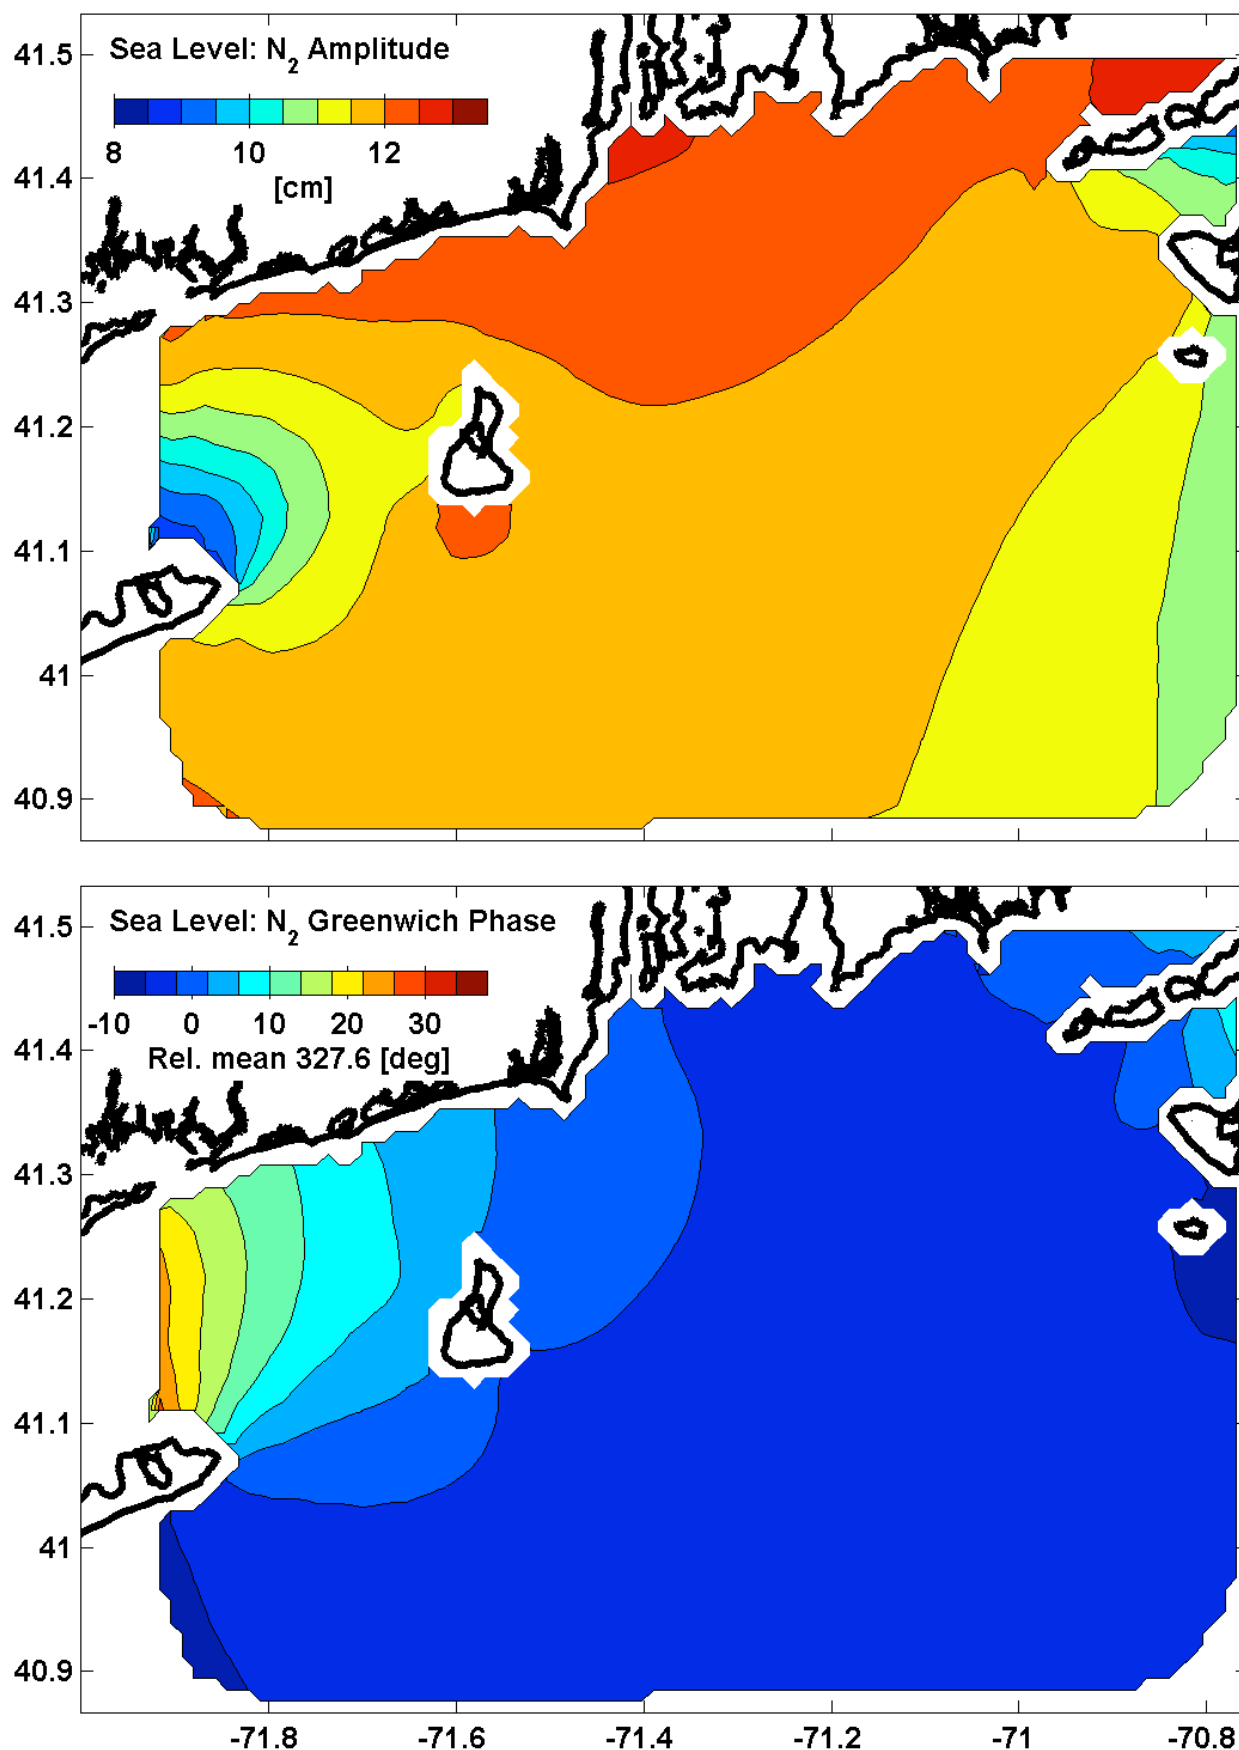 41.5
Sea Level: N₂ Amplitude
8 10 12
[cm]
41.4
41.3
41.2
41.1
41
40.9
41.5
Sea Level: N₂ Greenwich Phase
-10 0 10 20 30
Rel. mean 327.6 [deg]
41.4
41.3
41.2
41.1
41
40.9
-71.8 -71.6 -71.4 -71.2 -71 -70.8